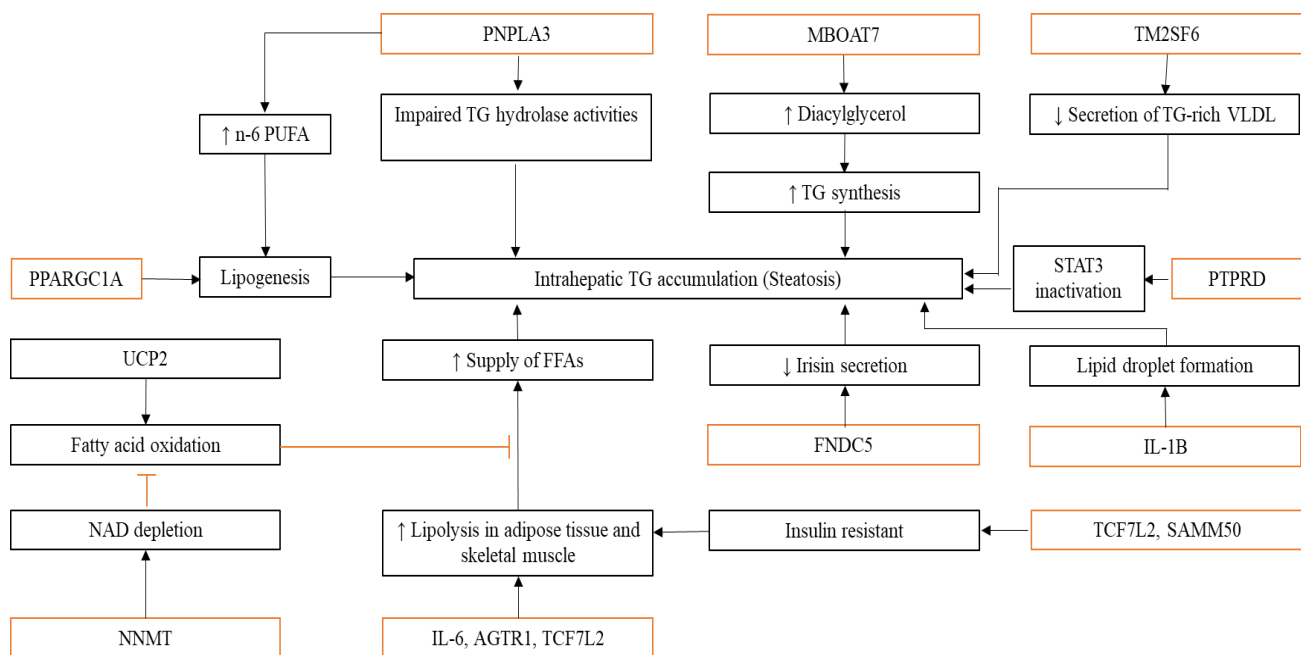 PNPLA3
MBOAT7
TM2SF6
↑ n-6 PUFA
Impaired TG hydrolase activities
↑ Diacylglycerol
↓ Secretion of TG-rich VLDL
↑ TG synthesis
PPARGC1A
Lipogenesis
Intrahepatic TG accumulation (Steatosis)
STAT3
inactivation
PTPRD
UCP2
↑ Supply of FFAs
↓ Irisin secretion
Lipid droplet formation
Fatty acid oxidation
FNDC5
IL-1B
NAD depletion
↑ Lipolysis in adipose tissue and
skeletal muscle
Insulin resistant
TCF7L2, SAMM50
NNMT
IL-6, AGTR1, TCF7L2